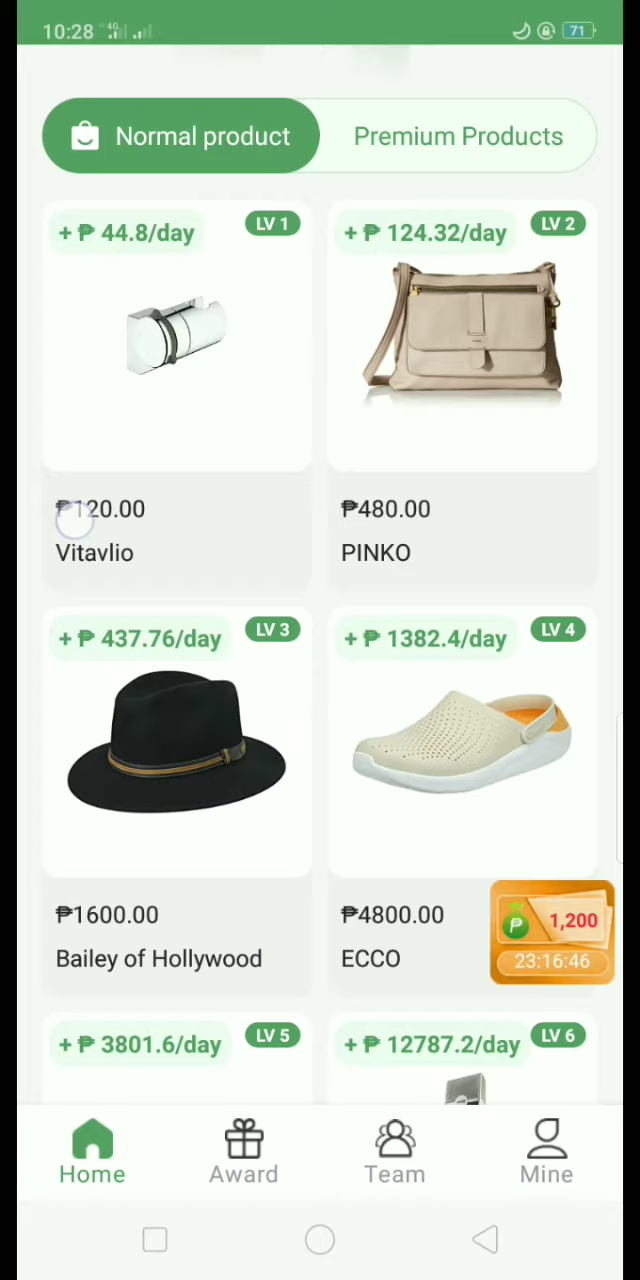 10:28 4G 71
Normal product Premium Products
+ ₱ 44.8/day LV 1
+ ₱ 124.32/day LV 2
₱120.00
Vitavlio
₱480.00
PINKO
+ ₱ 437.76/day LV 3
+ ₱ 1382.4/day LV 4
₱1600.00
Bailey of Hollywood
₱4800.00
ECCO
₱ 1,200
23:16:46
+ ₱ 3801.6/day LV 5
+ ₱ 12787.2/day LV 6
Home Award Team Mine